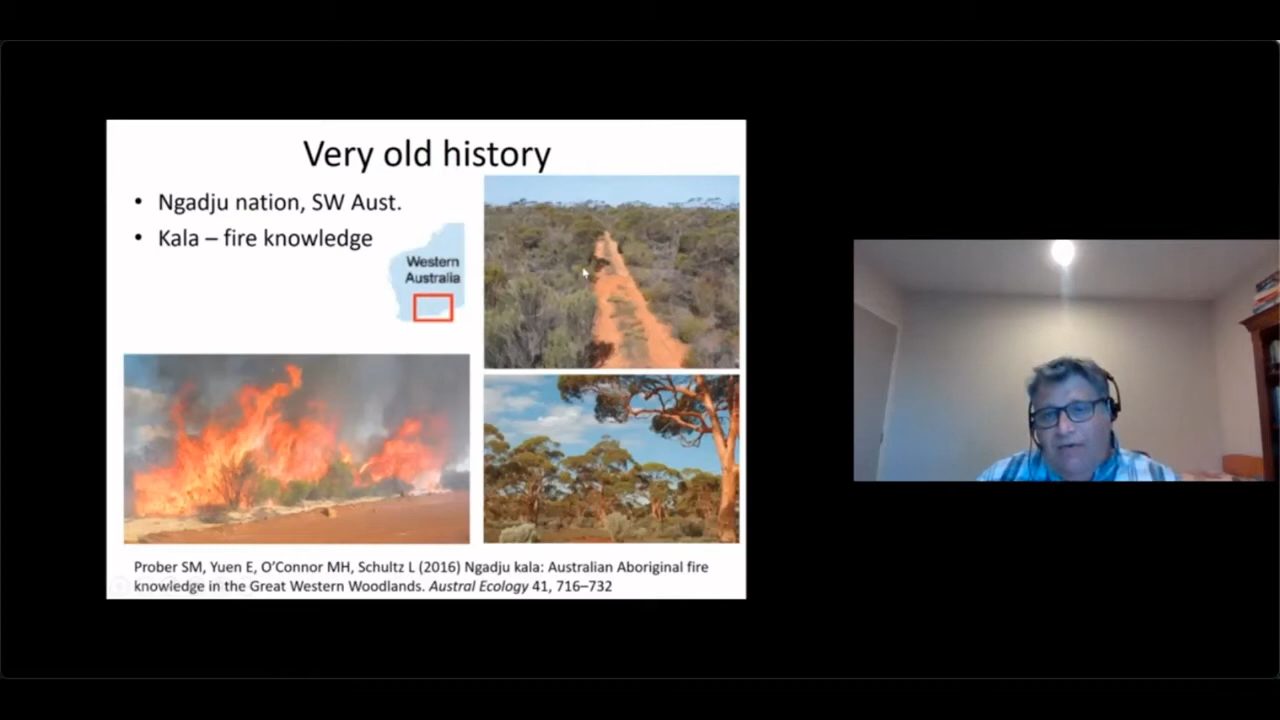 Very old history
• Ngadju nation, SW Aust.
• Kala – fire knowledge
Western
Australia
Prober SM, Yuen E, O’Connor MH, Schultz L (2016) Ngadju kala: Australian Aboriginal fire
knowledge in the Great Western Woodlands. Austral Ecology 41, 716–732